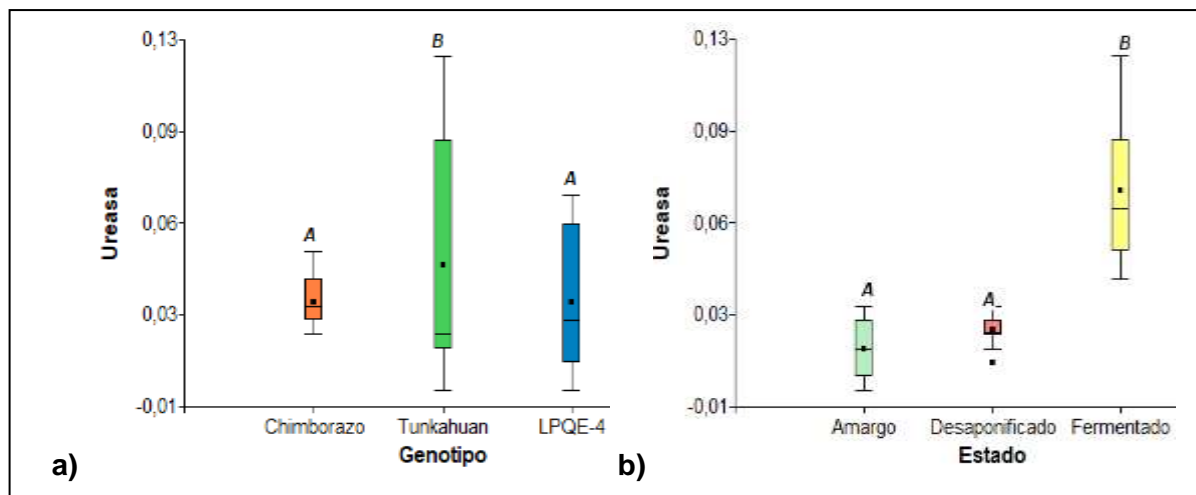 0,13
0,09
0,06
0,03
-0,01
Ureasa
A
B
A
Chimborazo
Tunkahuan
LPQE-4
Genotipo
a)
0,13
0,09
0,06
0,03
-0,01
Ureasa
A
A
B
Amargo
Desaponificado
Fermentado
Estado
b)